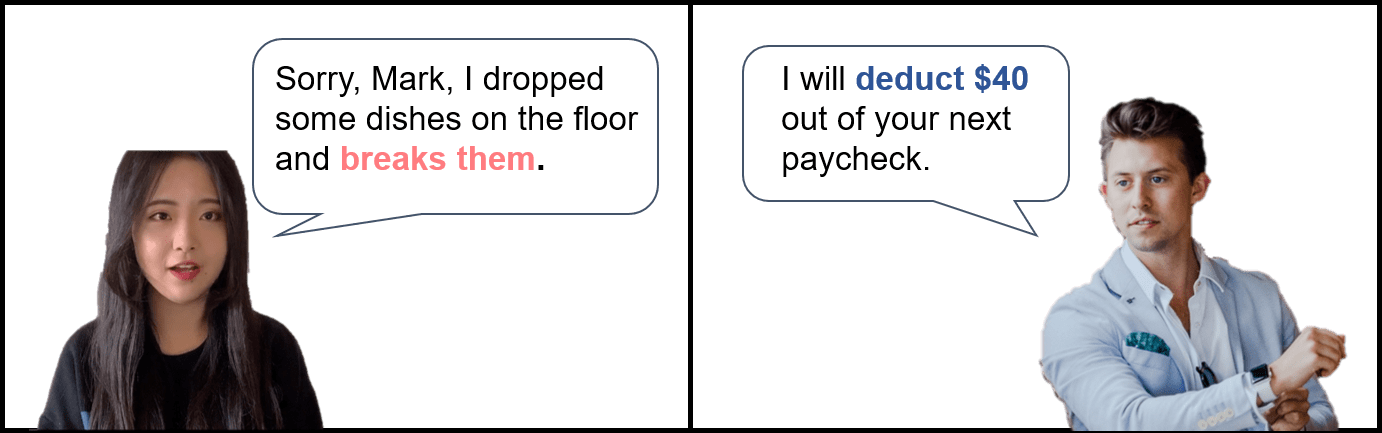 Sorry, Mark, I dropped
some dishes on the floor
and breaks them.
I will deduct $40
out of your next
paycheck.